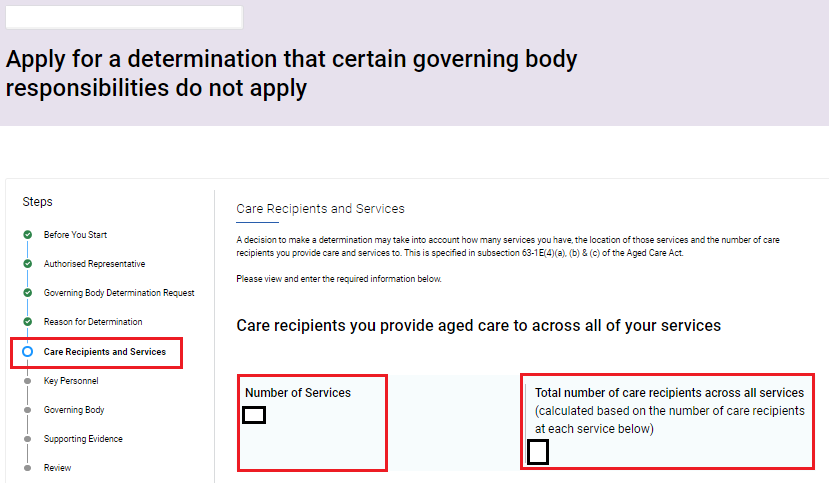 Apply for a determination that certain governing body
responsibilities do not apply
Steps
Before You Start
Authorised Representative
Governing Body Determination Request
Reason for Determination
Care Recipients and Services
Key Personnel
Governing Body
Supporting Evidence
Review
Care Recipients and Services
A decision to make a determination may take into account how many services you have, the location of those services and the number of care
recipients you provide care and services to. This is specified in subsection 63-1E(4)(a), (b) & (c) of the Aged Care Act.
Please view and enter the required information below.
Care recipients you provide aged care to across all of your services
Number of Services
Total number of care recipients across all services
(calculated based on the number of care recipients
at each service below)